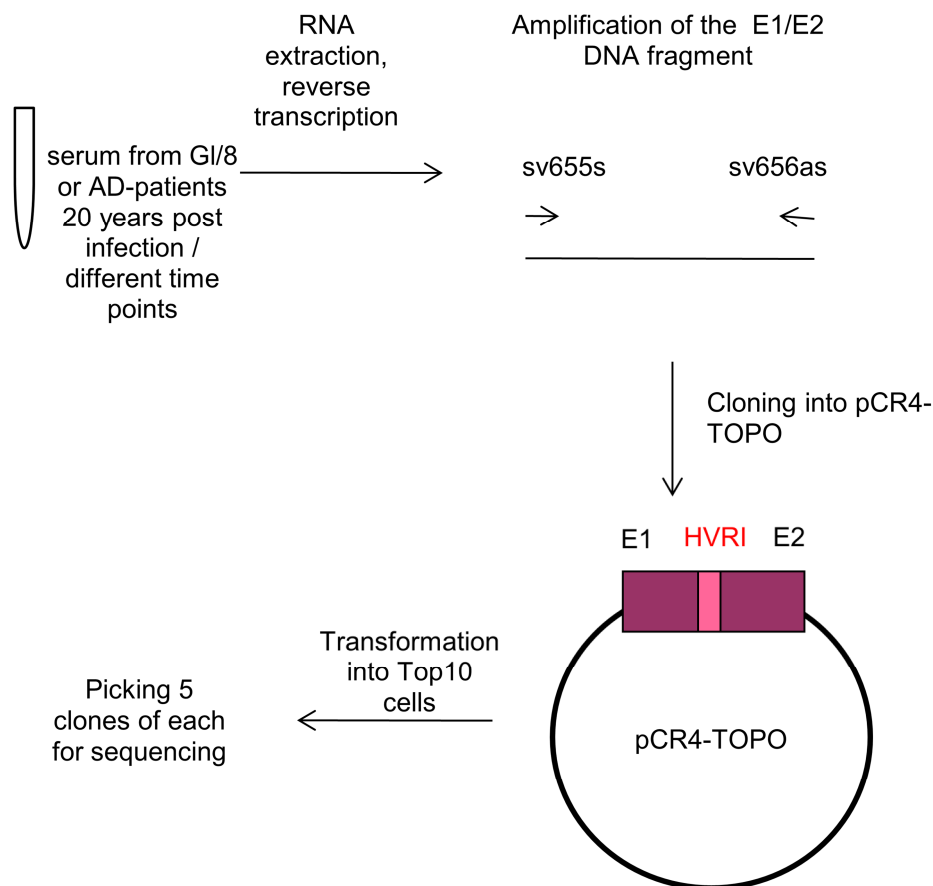 RNA
extraction,
reverse
transcription
Amplification of the E1/E2
DNA fragment
serum from GI/8
or AD-patients
20 years post
infection /
different time
points
sv655s
sv656as
Cloning into pCR4-
TOPO
E1 HVRI E2
pCR4-TOPO
Transformation
into Top10
cells
Picking 5
clones of each
for sequencing